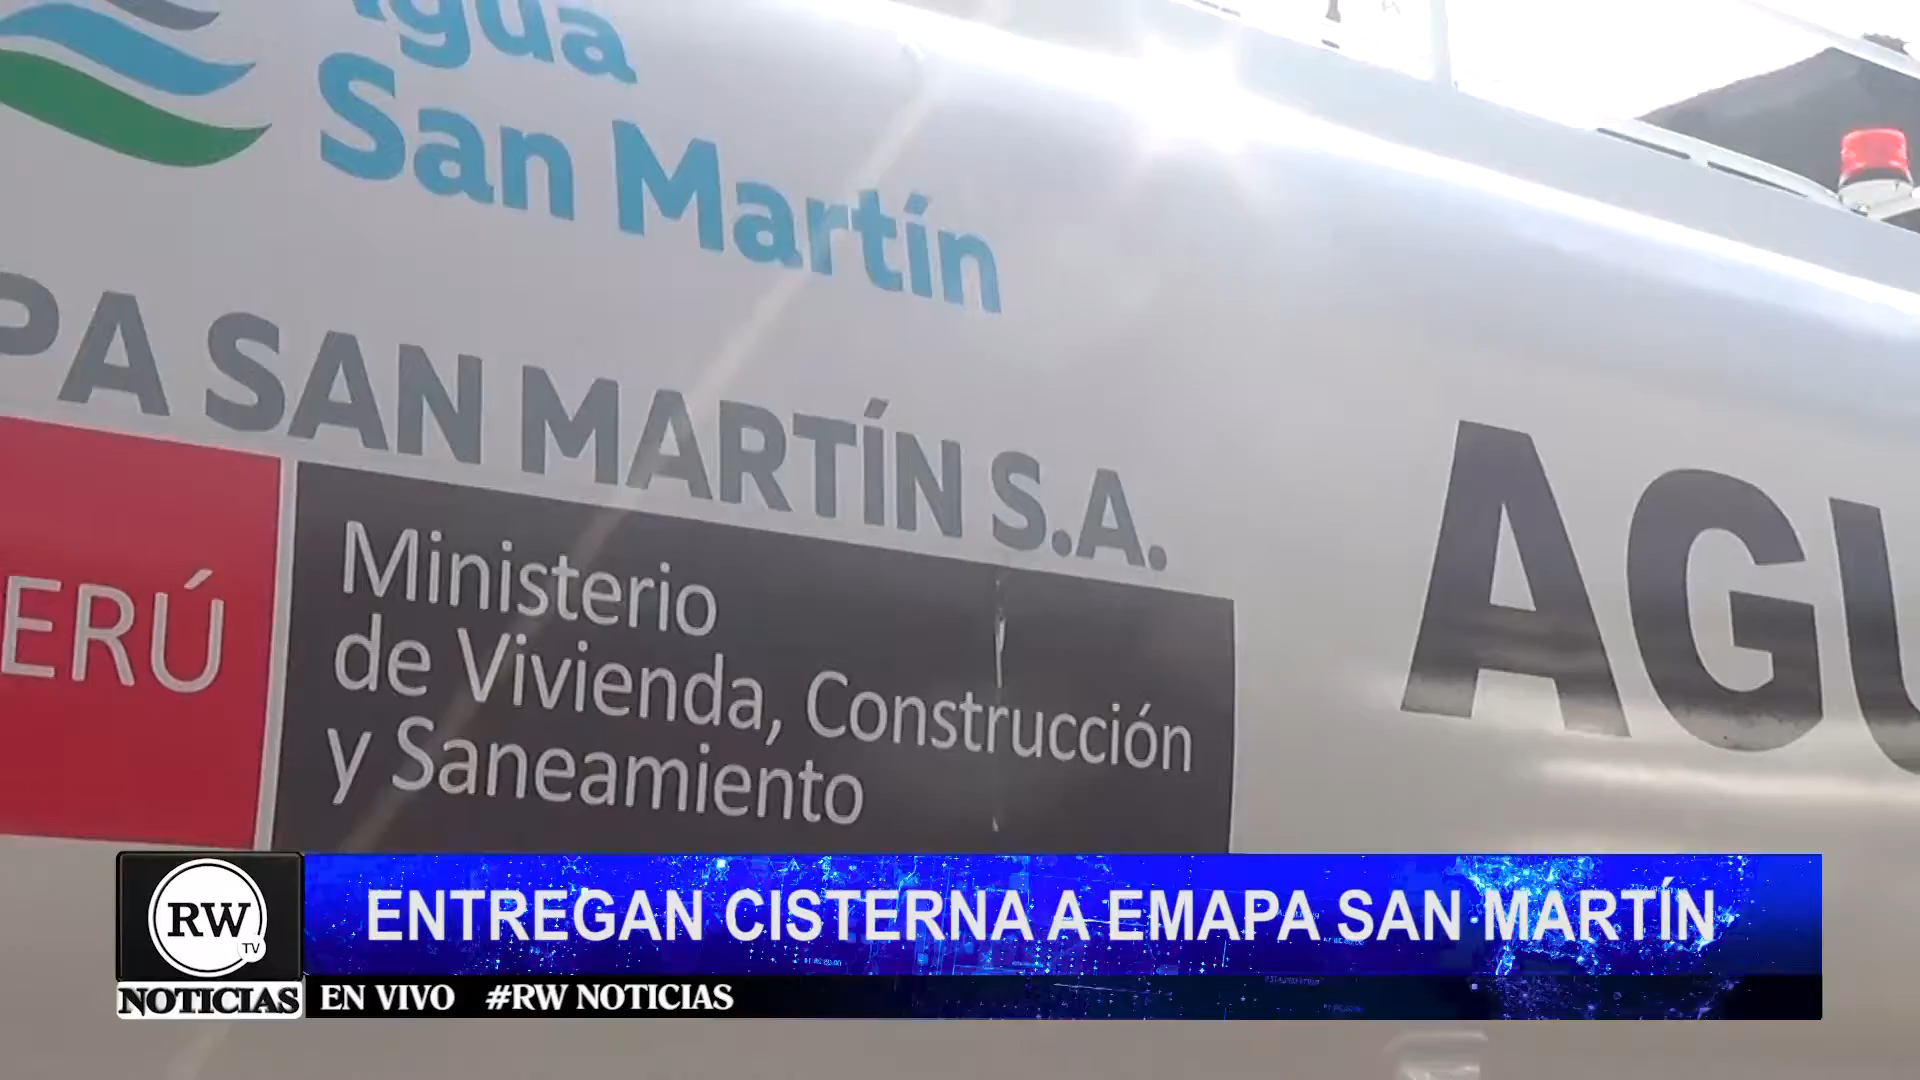 Agua
San Martín
PA SAN MARTÍN S.A.
ERÚ
Ministerio
de Vivienda, Construcción
y Saneamiento
AGU
RW
TV
NOTICIAS
ENTREGAN CISTERNA A EMAPA SAN MARTÍN
EN VIVO #RW NOTICIAS